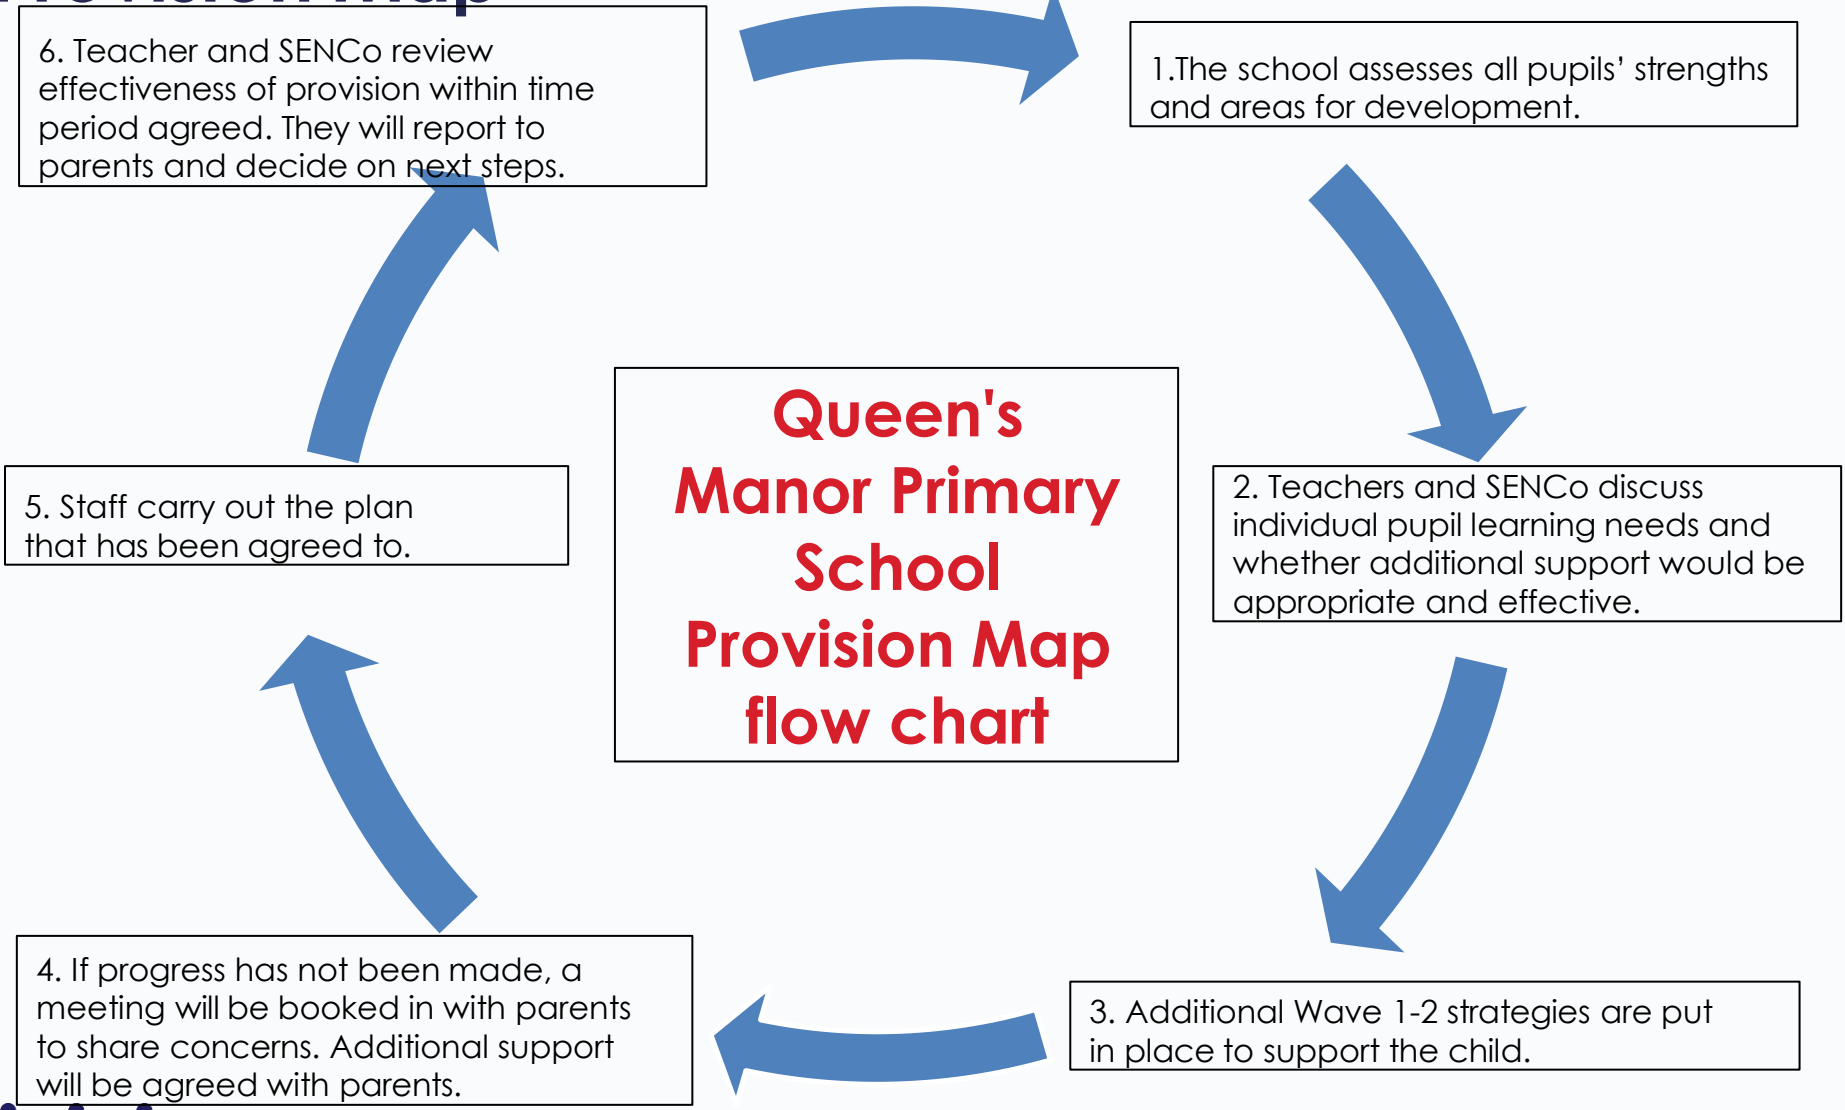 6. Teacher and SENCo review
effectiveness of provision within time
period agreed. They will report to
parents and decide on next steps.
1.The school assesses all pupils’ strengths
and areas for development.
2. Teachers and SENCo discuss
individual pupil learning needs and
whether additional support would be
appropriate and effective.
3. Additional Wave 1-2 strategies are put
in place to support the child.
4. If progress has not been made, a
meeting will be booked in with parents
to share concerns. Additional support
will be agreed with parents.
5. Staff carry out the plan
that has been agreed to.
Queen's
Manor Primary
School
Provision Map
flow chart